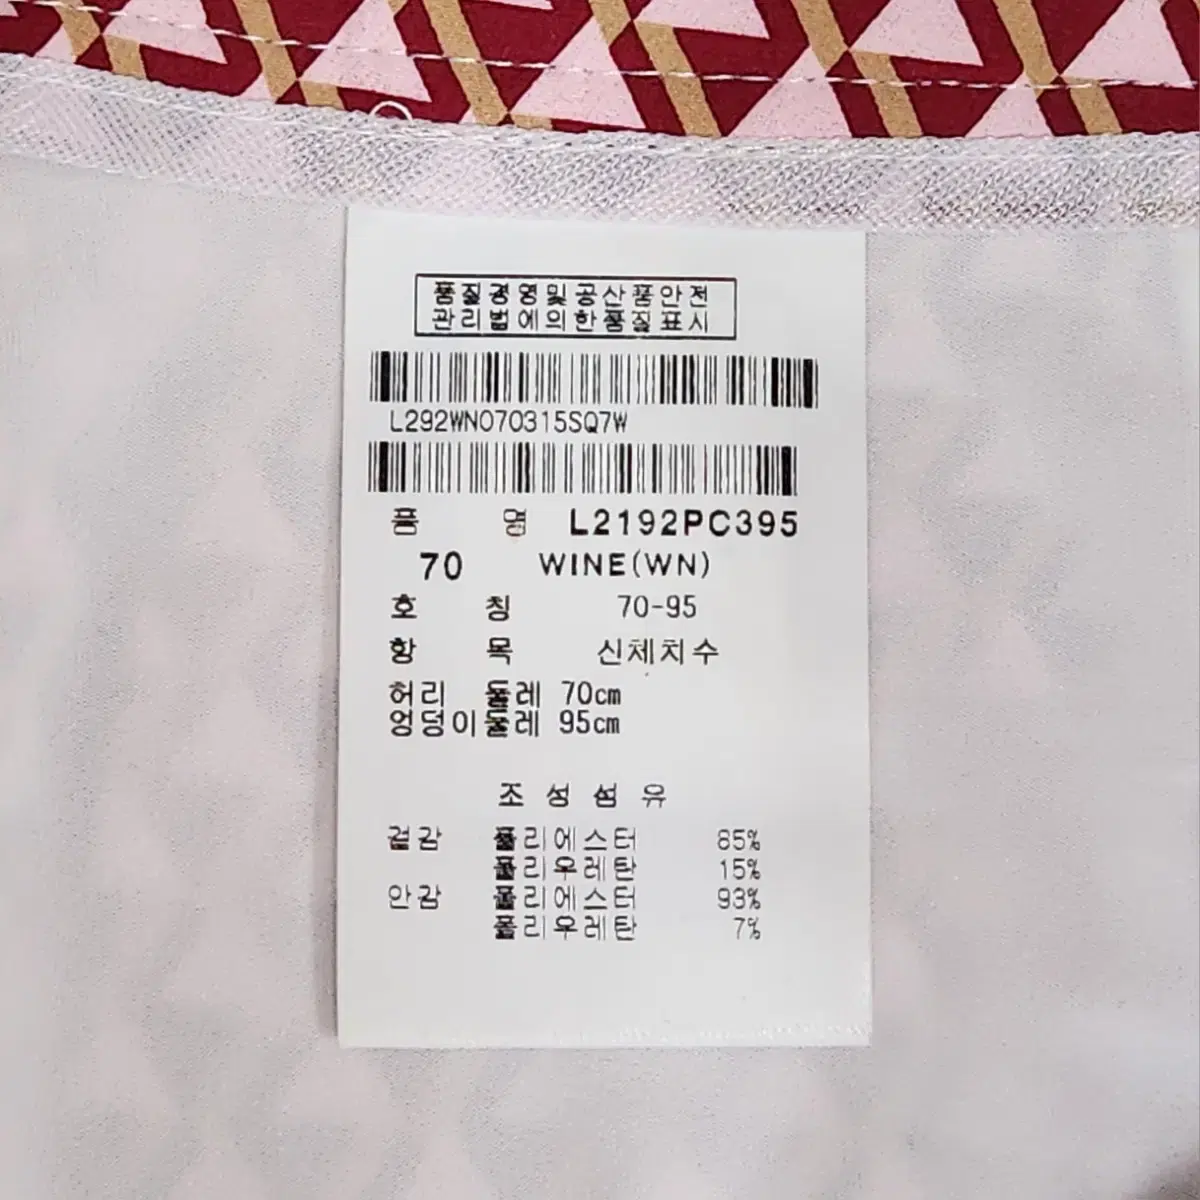 품질경영및공산품안전
관리법에의한품질표시
L292WN070315SQ7W
품 명 L2192PC395
70 WINE(WN)
호 칭 70-95
항 목 신체치수
허리 둘레 70cm
엉덩이둘레 95cm
조 성 섬 유
겉감 폴리에스터 85%
폴리우레탄 15%
안감 폴리에스터 93%
폴리우레탄 7%